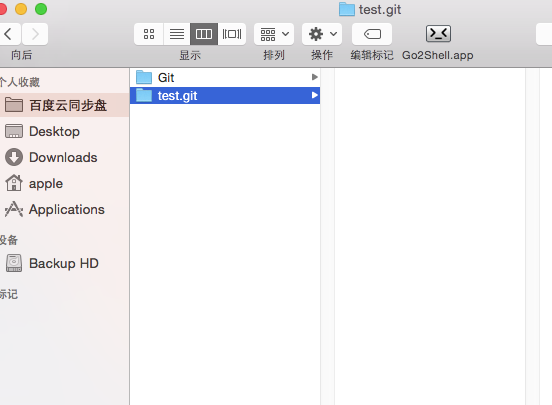 test.git
向后
显示
排列
操作
编辑标记
Go2Shell.app
个人收藏
百度云同步盘
Desktop
Downloads
apple
Applications
设备
Backup HD
标记
Git
test.git